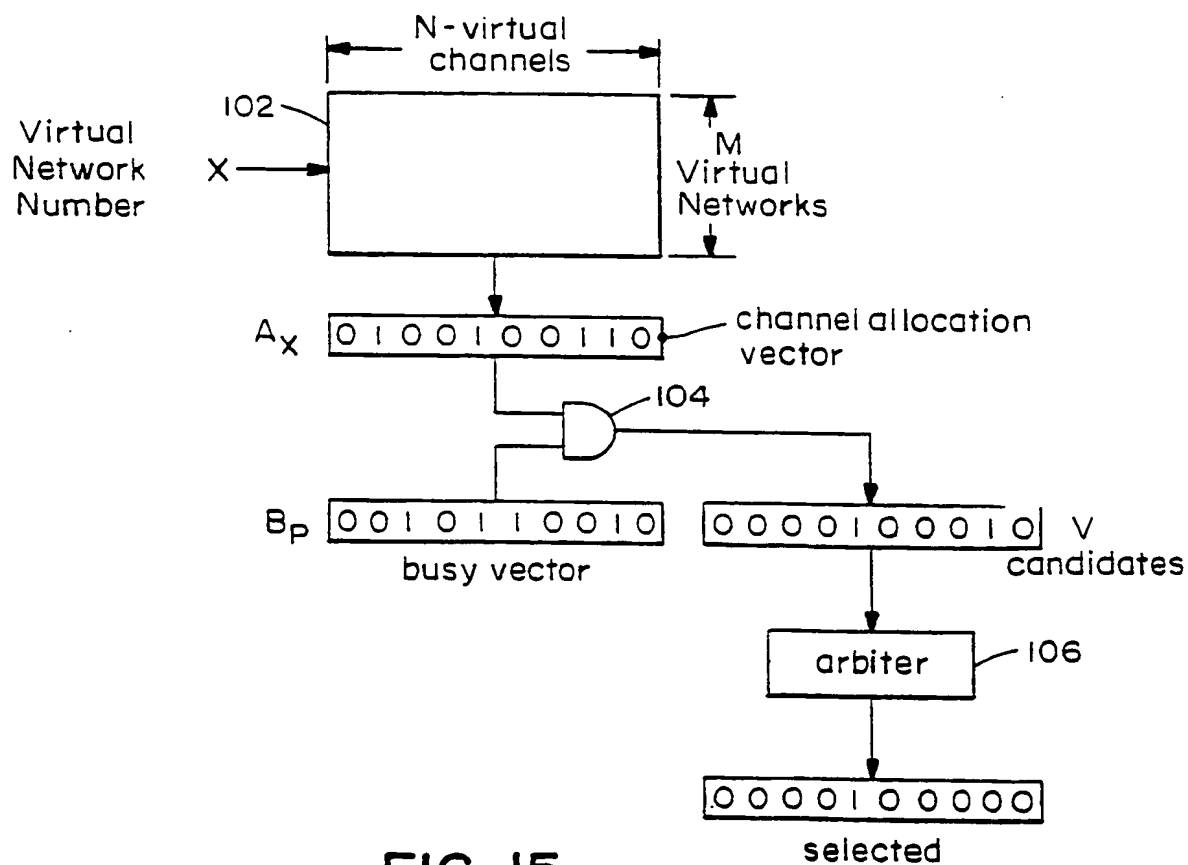 N-virtual
channels
102
Virtual
Network
Number
X
M
Virtual
Networks
A_X
0 1 0 0 1 0 0 1 1 0
channel allocation
vector
104
B_P
0 0 1 0 1 1 0 0 1 0
busy vector
0 0 0 0 1 0 0 0 1 0
V
candidates
arbiter
106
0 0 0 0 1 0 0 0 0 0
selected
FIG. 15